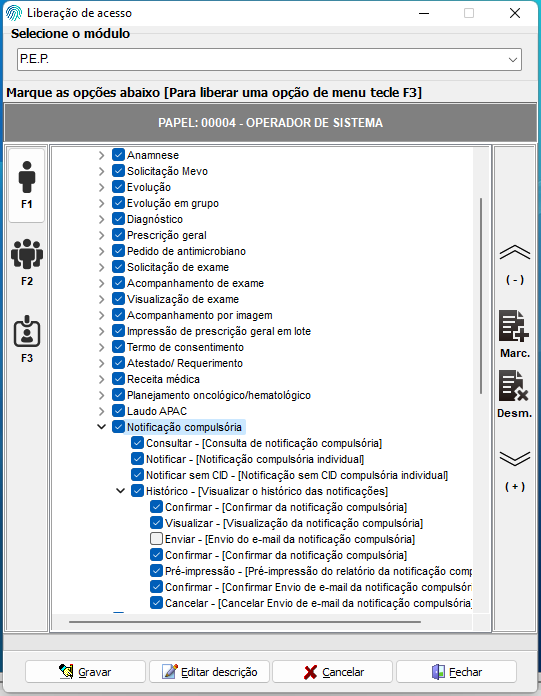 Liberação de acesso
Selecione o módulo
P.E.P.
Marque as opções abaixo [Para liberar uma opção de menu tecle F3]
PAPEL: 00004 - OPERADOR DE SISTEMA
F1
F2
F3
Anamnese
Solicitação Mevo
Evolução
Evolução em grupo
Diagnóstico
Prescrição geral
Pedido de antimicrobiano
Solicitação de exame
Acompanhamento de exame
Visualização de exame
Acompanhamento por imagem
Impressão de prescrição geral em lote
Termo de consentimento
Atestado/ Requerimento
Receita médica
Planejamento oncológico/hematológico
Laudo APAC
Notificação compulsória
Consultar - [Consulta de notificação compulsória]
Notificar - [Notificação compulsória individual]
Notificar sem CID - [Notificação sem CID compulsória individual]
Histórico - [Visualizar o histórico das notificações]
Confirmar - [Confirmar da notificação compulsória]
Visualizar - [Visualização da notificação compulsória]
Enviar - [Envio do e-mail da notificação compulsória]
Confirmar - [Confirmar da notificação compulsória]
Pré-impressão - [Pré-impressão do relatório da notificação comp
Confirmar - [Confirmar Envio de e-mail da notificação compulsór
Cancelar - [Cancelar Envio de e-mail da notificação compulsória]
( - )
Marc.
Desm.
( + )
Gravar
Editar descrição
Cancelar
Fechar